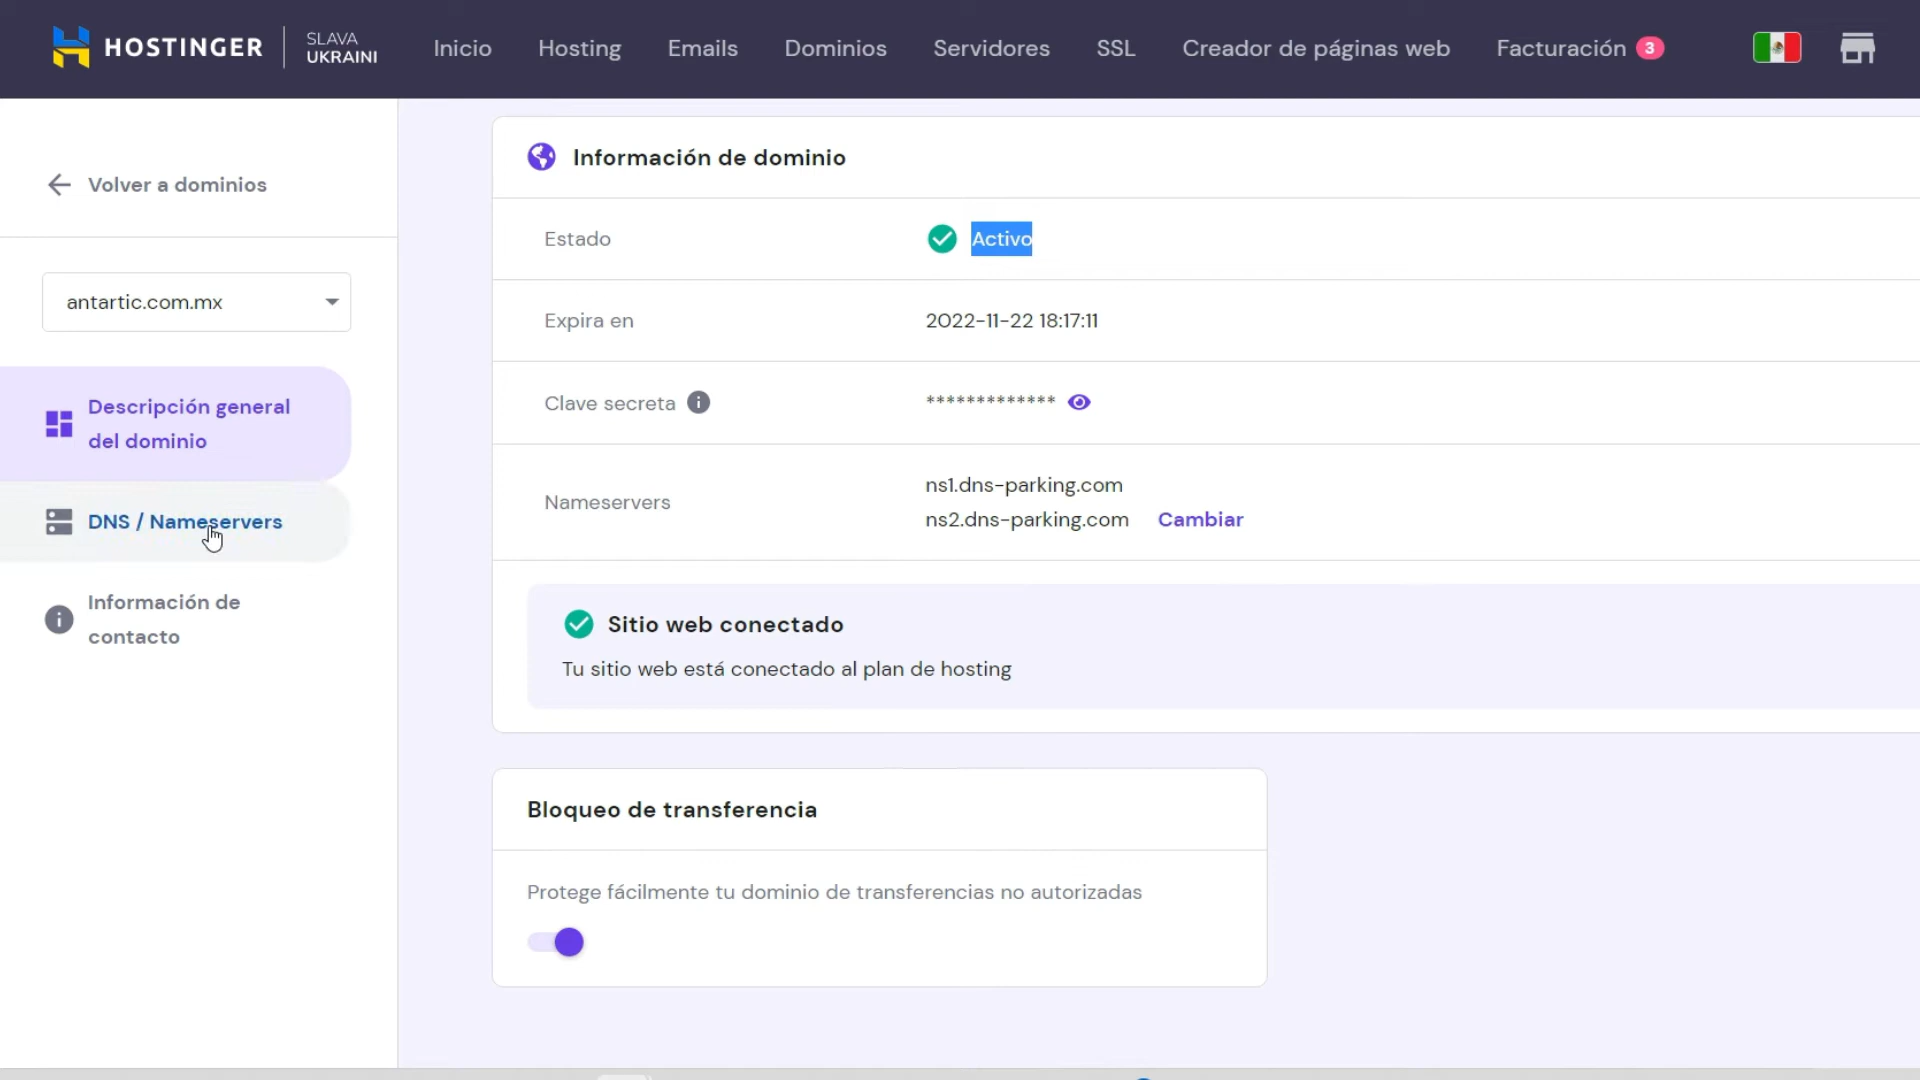 HOSTINGER
SLAVA
UKRAINI
Inicio
Hosting
Emails
Dominios
Servidores
SSL
Creador de páginas web
Facturación 3
Volver a dominios
antartic.com.mx
Descripción general
del dominio
DNS / Nameservers
Información de
contacto
Información de dominio
Estado
Activo
Expira en
2022-11-22 18:17:11
Clave secreta
*************
Nameservers
ns1.dns-parking.com
ns2.dns-parking.com
Cambiar
Sitio web conectado
Tu sitio web está conectado al plan de hosting
Bloqueo de transferencia
Protege fácilmente tu dominio de transferencias no autorizadas